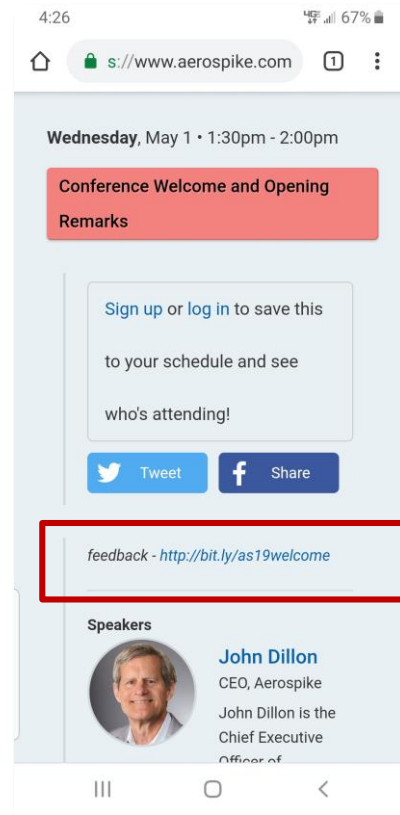 4:26
4G 67%
s://www.aerospike.com 1
Wednesday, May 1 • 1:30pm - 2:00pm
Conference Welcome and Opening
Remarks
Sign up or log in to save this
to your schedule and see
who's attending!
Tweet
Share
feedback - http://bit.ly/as19welcome
Speakers
John Dillon
CEO, Aerospike
John Dillon is the
Chief Executive
Officer of